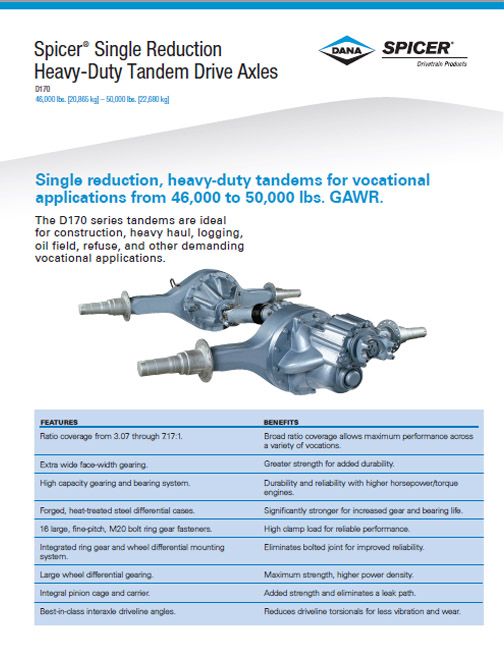 Spicer® Single Reduction
Heavy-Duty Tandem Drive Axles
D170
46,000 lbs. [20,865 kg] – 50,000 lbs. [22,680 kg]
DANA
SPICER®
Drivetrain Products
Single reduction, heavy-duty tandems for vocational
applications from 46,000 to 50,000 lbs. GAWR.
The D170 series tandems are ideal
for construction, heavy haul, logging,
oil field, refuse, and other demanding
vocational applications.
FEATURES BENEFITS
Ratio coverage from 3.07 through 7.17:1. Broad ratio coverage allows maximum performance across
a variety of vocations.
Extra wide face-width gearing. Greater strength for added durability.
High capacity gearing and bearing system. Durability and reliability with higher horsepower/torque
engines.
Forged, heat-treated steel differential cases. Significantly stronger for increased gear and bearing life.
16 large, fine-pitch, M20 bolt ring gear fasteners. High clamp load for reliable performance.
Integrated ring gear and wheel differential mounting Eliminates bolted joint for improved reliability.
system.
Large wheel differential gearing. Maximum strength, higher power density.
Integral pinion cage and carrier. Added strength and eliminates a leak path.
Best-in-class interaxle driveline angles. Reduces driveline torsionals for less vibration and wear.